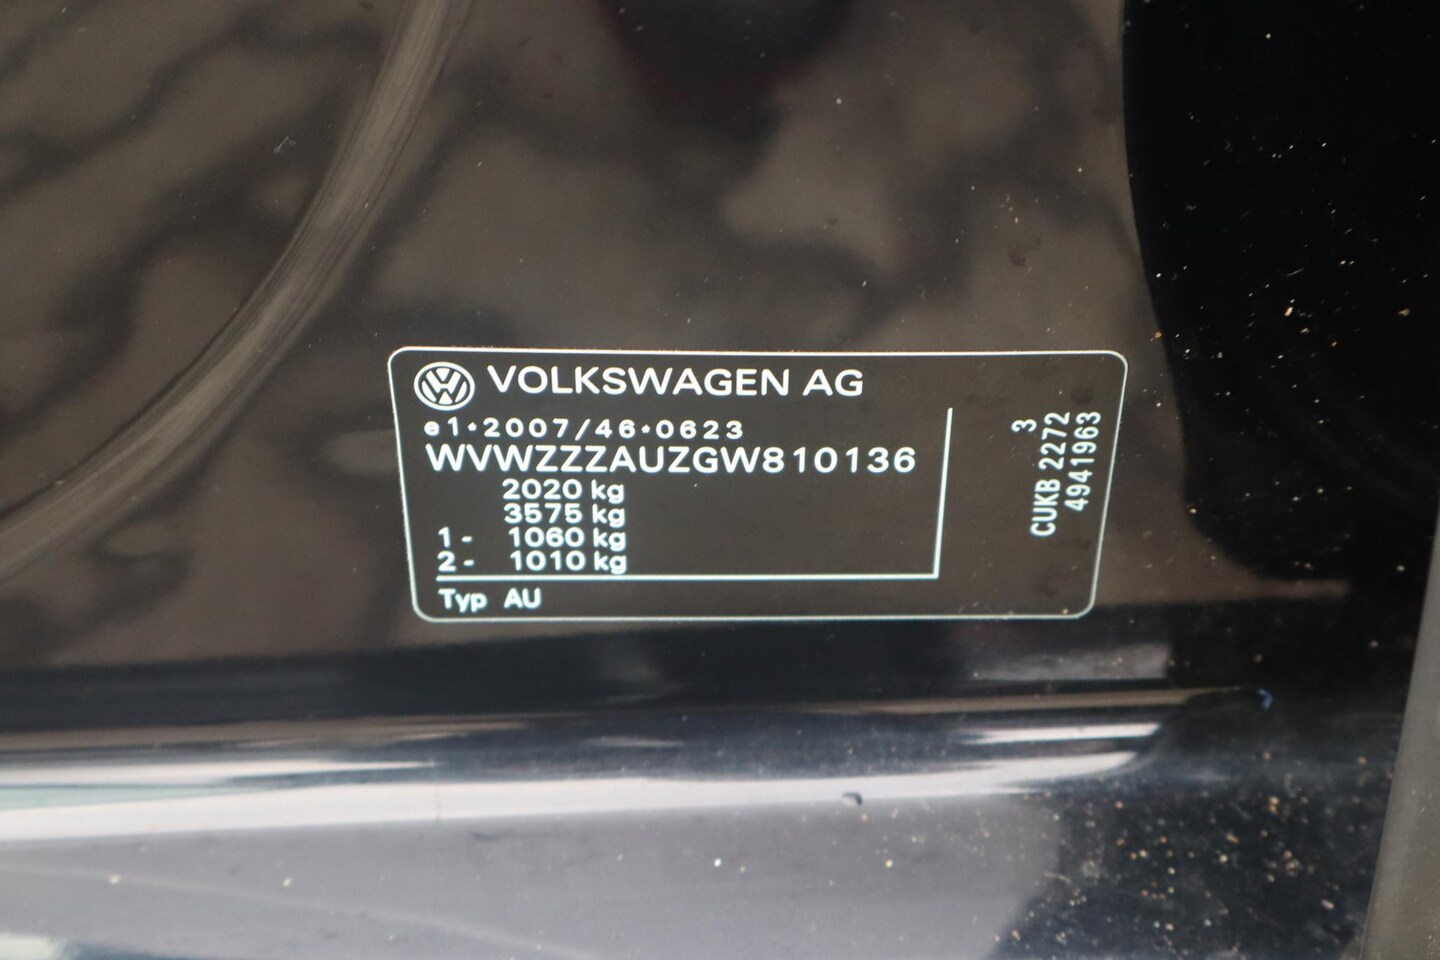 VOLKSWAGEN AG
e1*2007/46*0623
WVWZZZAUZGW810136
2020 kg
3575 kg
1- 1060 kg
2- 1010 kg
Typ AU
3
CUKB 2272
4941963